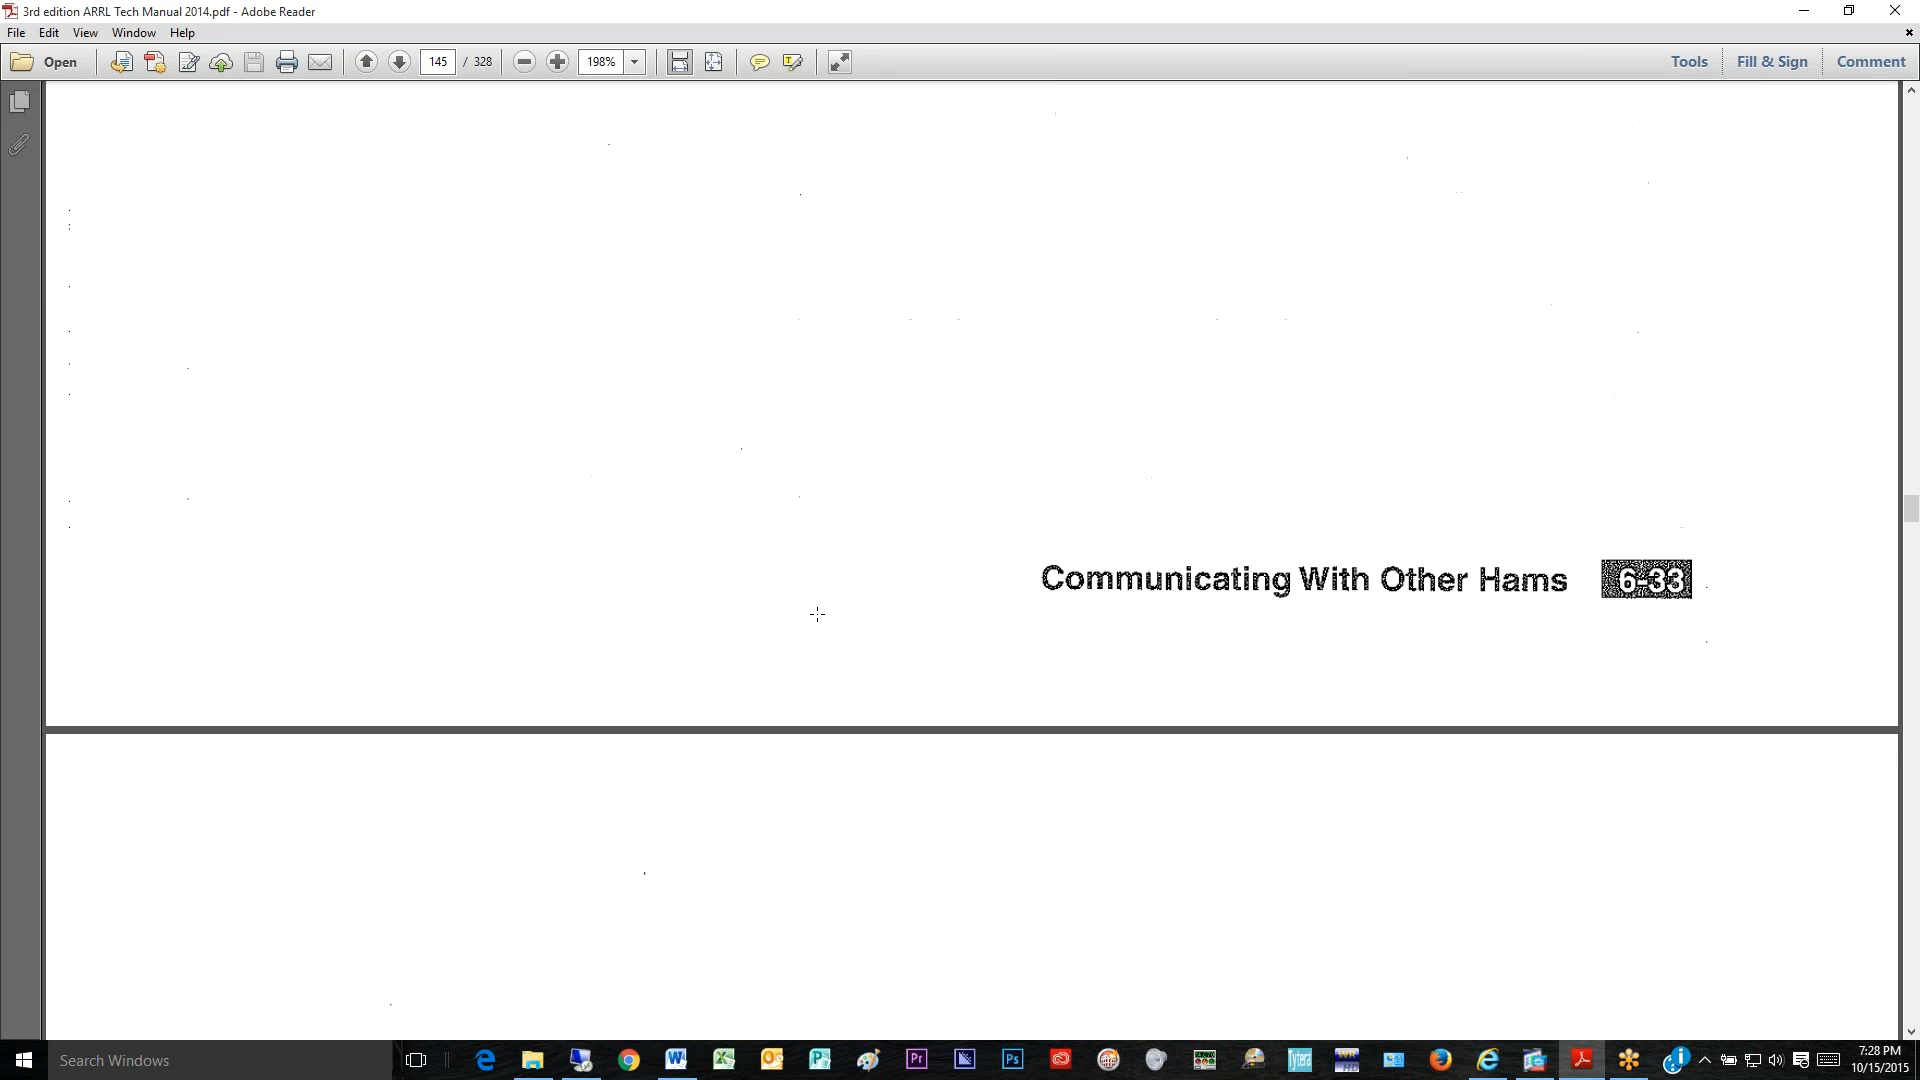 3rd edition ARRL Tech Manual 2014.pdf - Adobe Reader
File Edit View Window Help
Open 145 / 328 198% Tools Fill & Sign Comment
Communicating With Other Hams 6-33
Search Windows
7:28 PM
10/15/2015